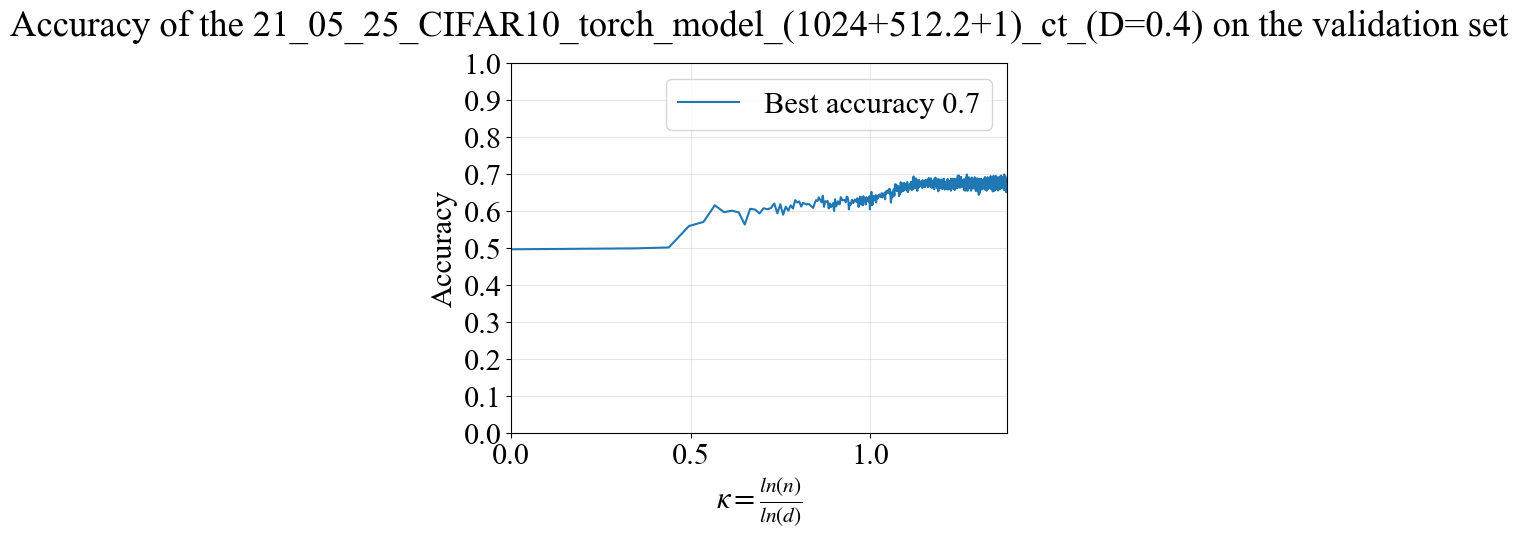 Accuracy of the 21_05_25_CIFAR10_torch_model_(1024+512.2+1)_ct_(D=0.4) on the validation set
Best accuracy 0.7
Accuracy
1.0
0.9
0.8
0.7
0.6
0.5
0.4
0.3
0.2
0.1
0.0
0.0 0.5 1.0
κ = ln(n) / ln(d)